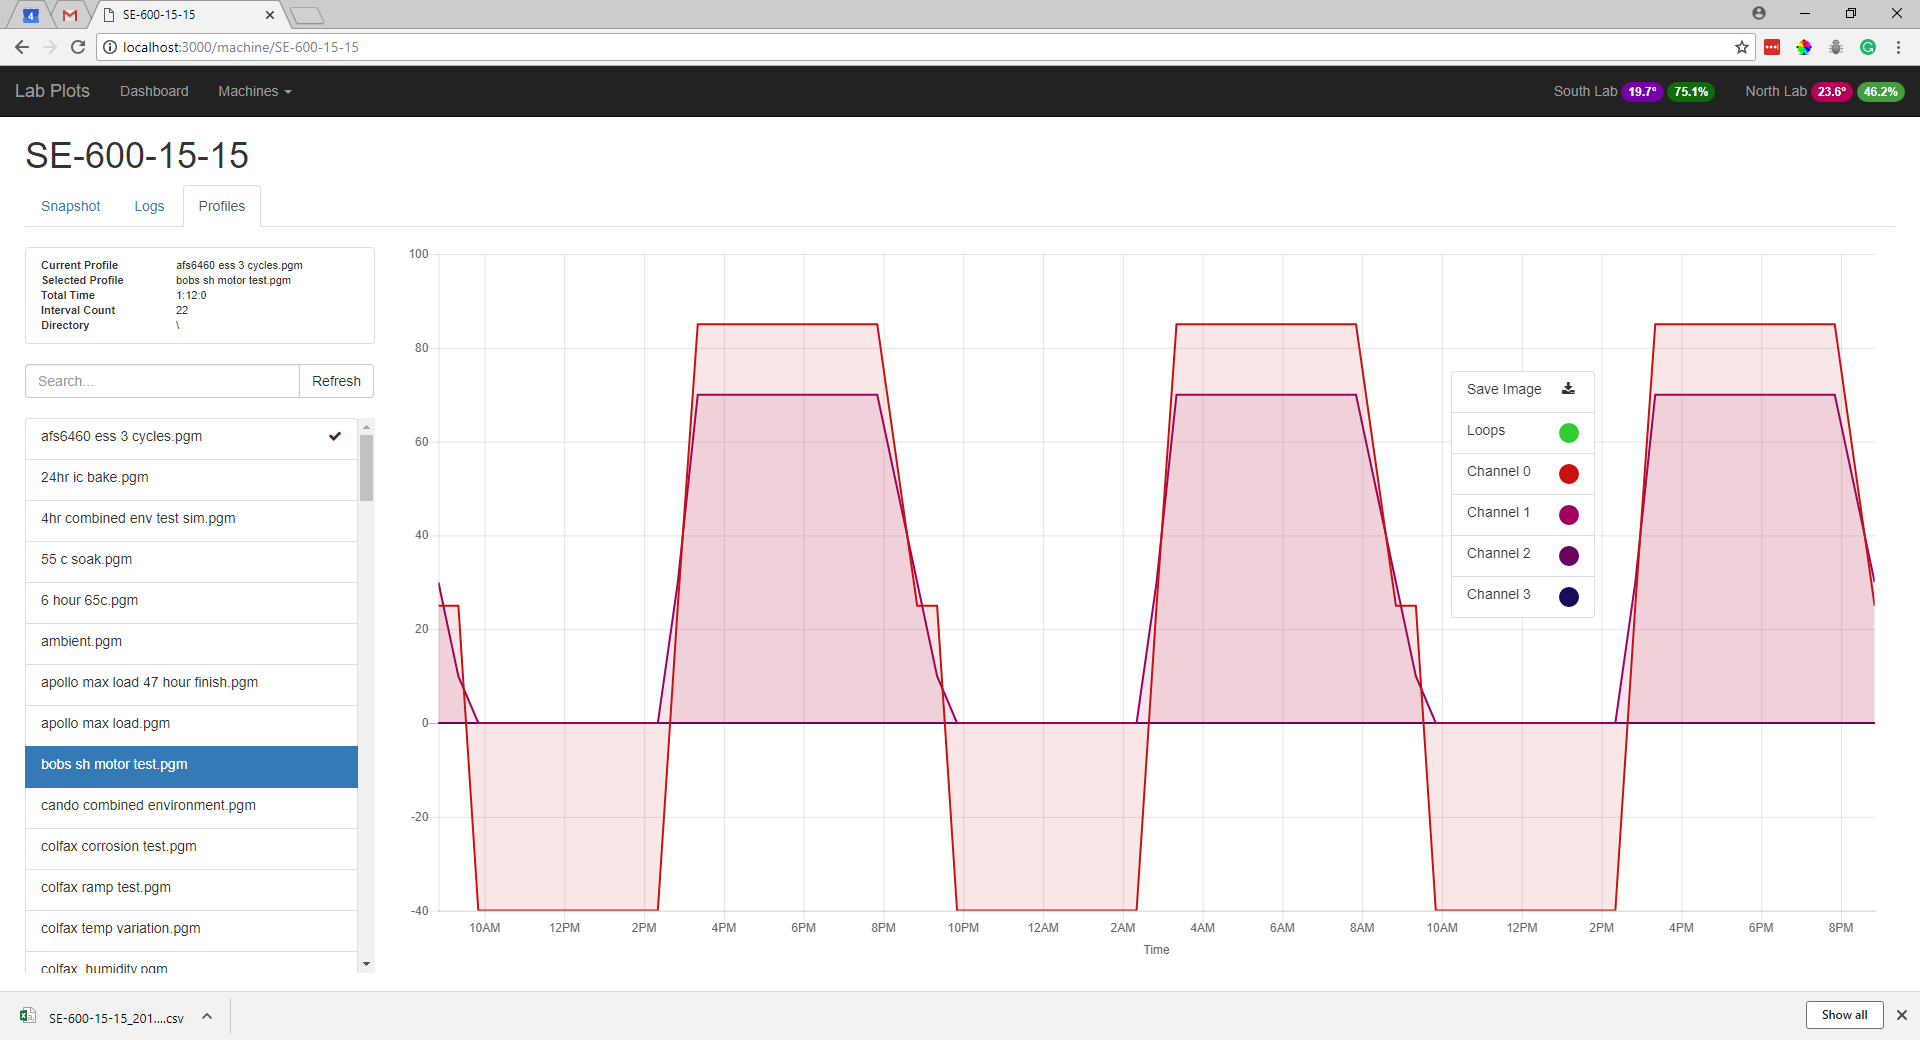 4
SE-600-15-15
localhost:3000/machine/SE-600-15-15
Lab Plots Dashboard Machines South Lab 19.7° 75.1% North Lab 23.6° 46.2%
SE-600-15-15
Snapshot Logs Profiles
Current Profile afs6460 ess 3 cycles.pgm
Selected Profile bobs sh motor test.pgm
Total Time 1:12:0
Interval Count 22
Directory \
Search... Refresh
afs6460 ess 3 cycles.pgm
24hr ic bake.pgm
4hr combined env test sim.pgm
55 c soak.pgm
6 hour 65c.pgm
ambient.pgm
apollo max load 47 hour finish.pgm
apollo max load.pgm
bobs sh motor test.pgm
cando combined environment.pgm
colfax corrosion test.pgm
colfax ramp test.pgm
colfax temp variation.pgm
colfax_humidity.pgm
100
80
60
40
20
0
-20
-40
Save Image
Loops
Channel 0
Channel 1
Channel 2
Channel 3
10AM 12PM 2PM 4PM 6PM 8PM 10PM 12AM 2AM 4AM 6AM 8AM 10AM 12PM 2PM 4PM 6PM 8PM
Time
SE-600-15-15_201....csv Show all